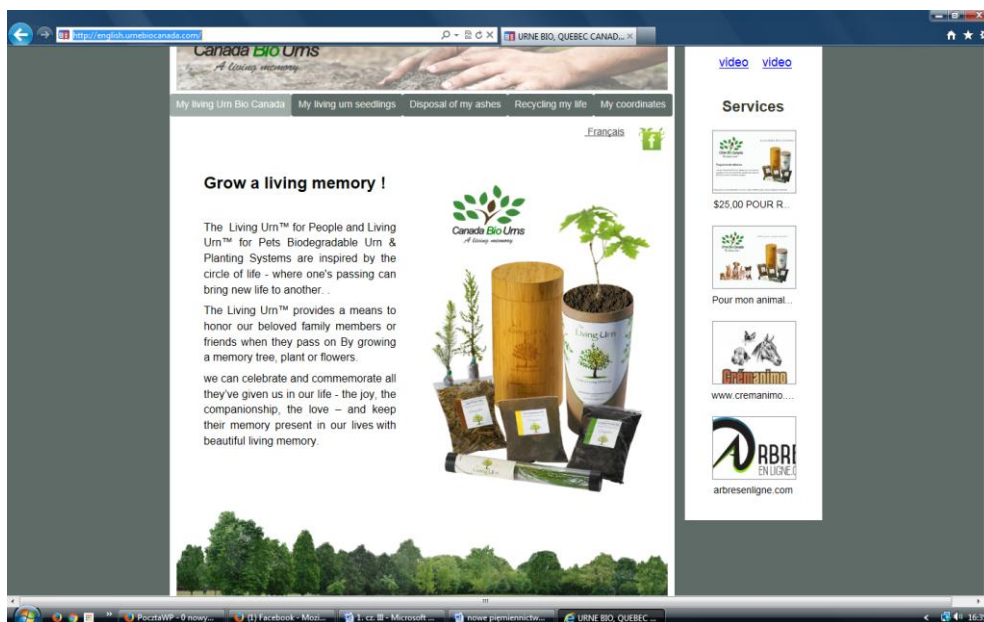 http://english.urnebiocanada.com/
URNE BIO, QUEBEC CANAD...
Canada Bio Urns
A living memory
My living Urn Bio Canada My living urn seedlings Disposal of my ashes Recycling my life My coordinates
Français
Grow a living memory !
The Living Urn™ for People and Living
Urn™ for Pets Biodegradable Urn &
Planting Systems are inspired by the
circle of life - where one's passing can
bring new life to another. .
The Living Urn™ provides a means to
honor our beloved family members or
friends when they pass on By growing
a memory tree, plant or flowers.
we can celebrate and commemorate all
they've given us in our life - the joy, the
companionship, the love – and keep
their memory present in our lives with
beautiful living memory.
Canada Bio Urns
A living memory
Living Urn
The
Living Urn
Living Urn
video video
Services
$25,00 POUR R...
Pour mon animal...
Crémanimo
www.cremanimo....
ARBRE
EN LIGNE.C
arbresenligne.com
PocztaWP - 0 nowy...
(1) Facebook - Mozi...
1. cz. III - Microsoft ...
nowe piśmiennictw...
URNE BIO, QUEBEC ...